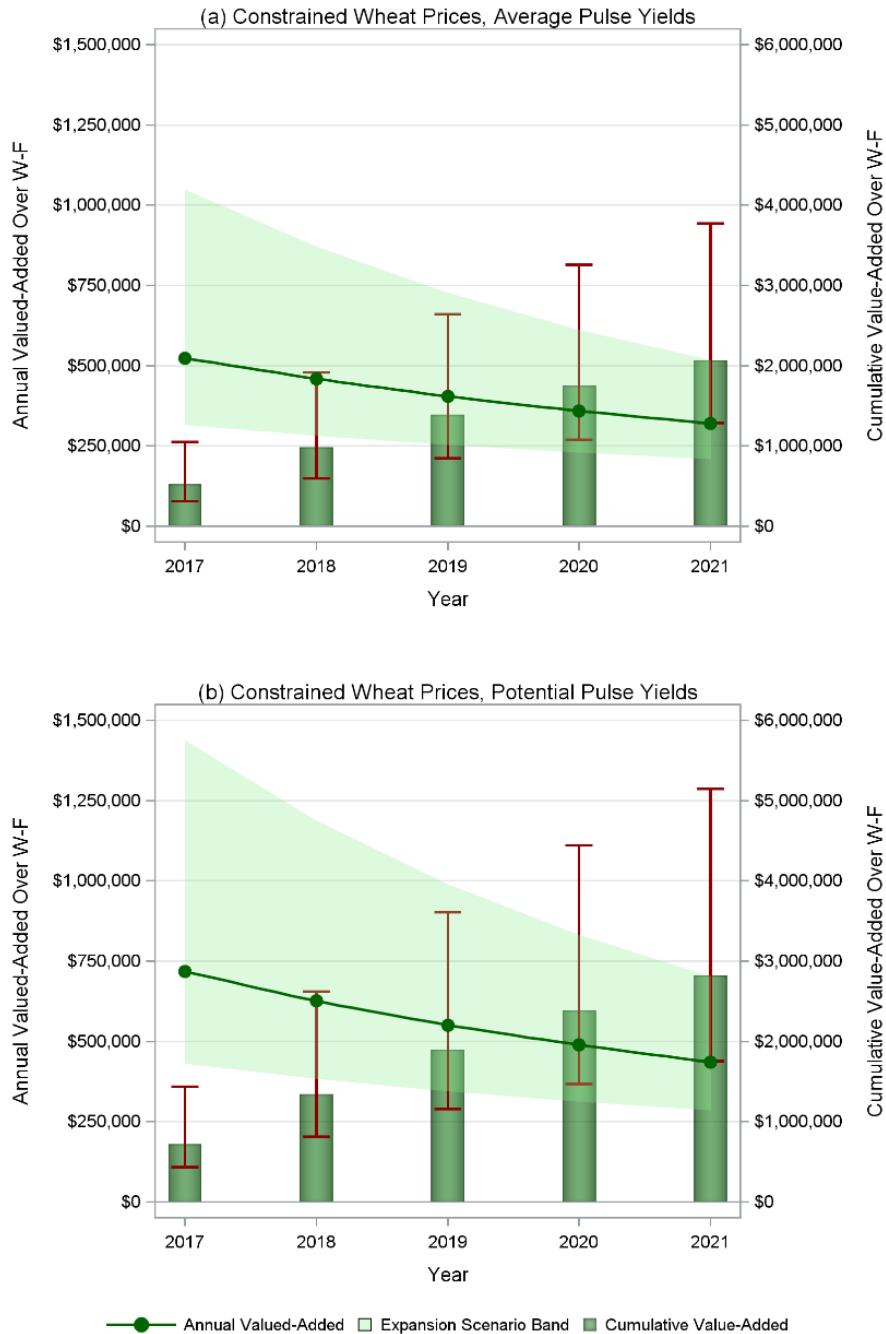 (a) Constrained Wheat Prices, Average Pulse Yields
$1,500,000
$1,250,000
$1,000,000
$750,000
$500,000
$250,000
$0
Annual Valued-Added Over W-F
$6,000,000
$5,000,000
$4,000,000
$3,000,000
$2,000,000
$1,000,000
$0
Cumulative Value-Added Over W-F
2017 2018 2019 2020 2021
Year
(b) Constrained Wheat Prices, Potential Pulse Yields
$1,500,000
$1,250,000
$1,000,000
$750,000
$500,000
$250,000
$0
Annual Valued-Added Over W-F
$6,000,000
$5,000,000
$4,000,000
$3,000,000
$2,000,000
$1,000,000
$0
Cumulative Value-Added Over W-F
2017 2018 2019 2020 2021
Year
Annual Valued-Added Expansion Scenario Band Cumulative Value-Added